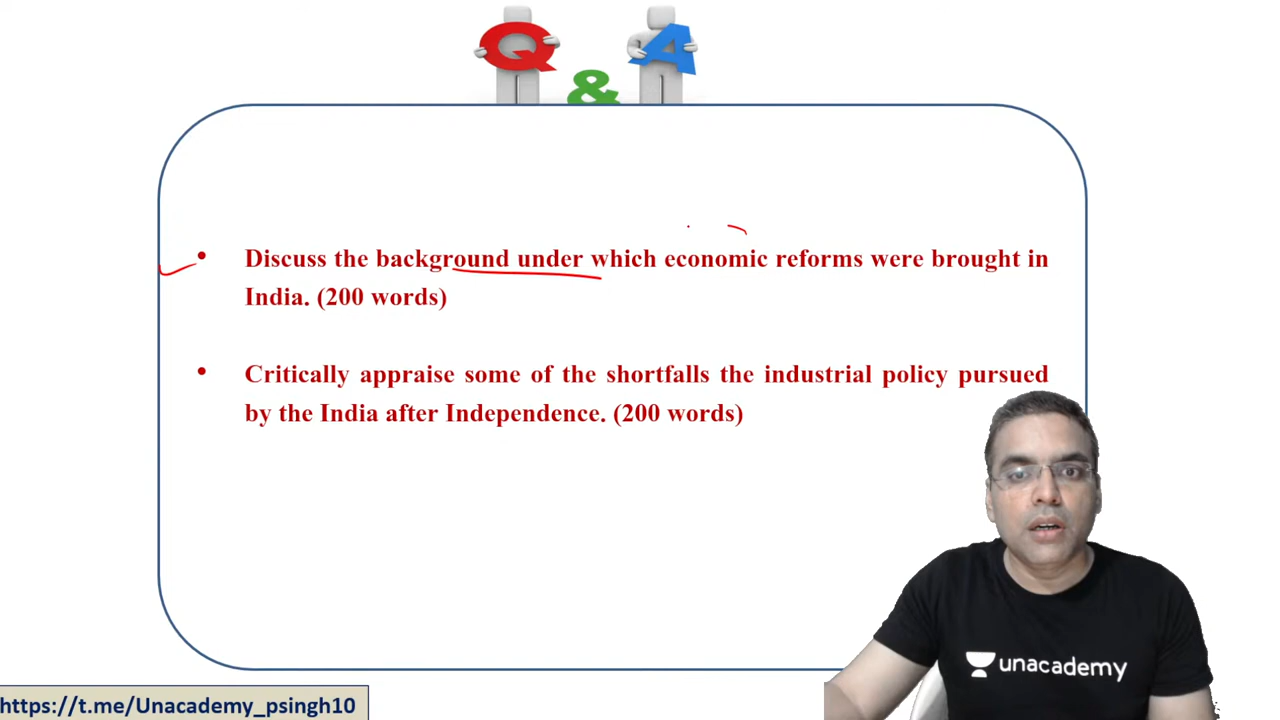 Q & A
• Discuss the background under which economic reforms were brought in
India. (200 words)
• Critically appraise some of the shortfalls the industrial policy pursued
by the India after Independence. (200 words)
unacademy
https://t.me/Unacademy_psingh10